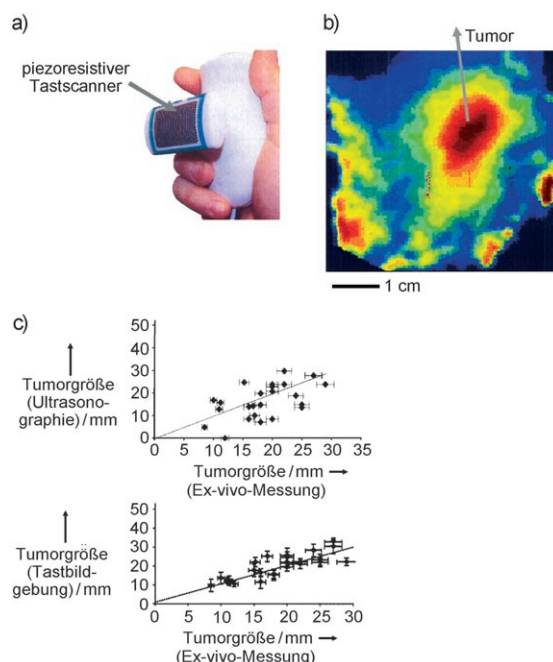 a)
piezoresistiver
Tastscanner
b)
Tumor
1 cm
c)
50
40
30
20
10
0
Tumorgröße
(Ultrasono-
graphie) / mm
0 5 10 15 20 25 30 35
Tumorgröße / mm
(Ex-vivo-Messung)
50
40
30
20
10
0
Tumorgröße
(Tastbild-
gebung) / mm
0 5 10 15 20 25 30
Tumorgröße / mm
(Ex-vivo-Messung)